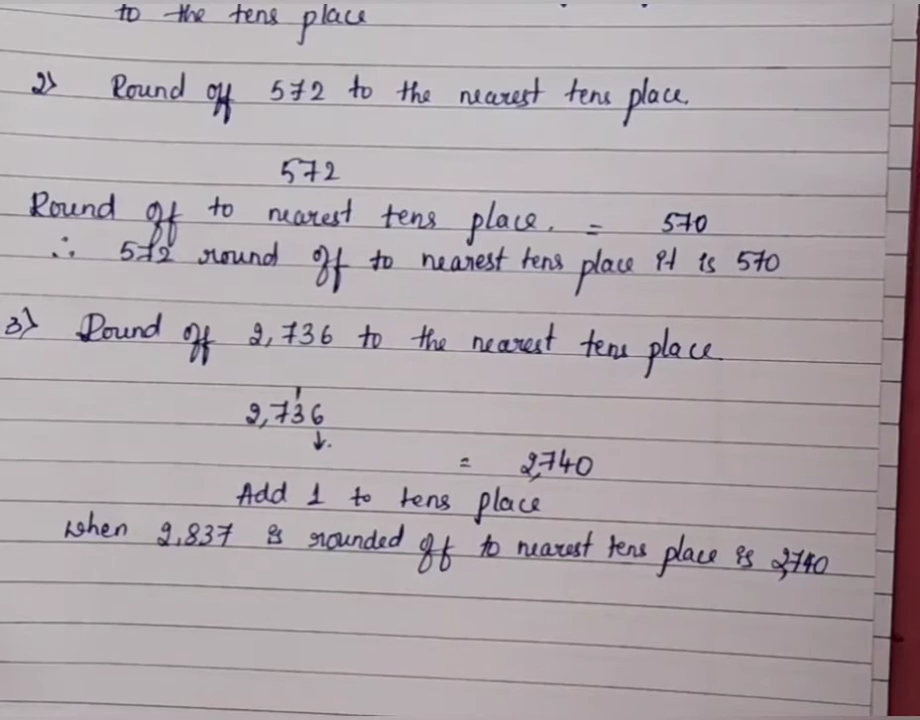 to the tens place
2) Round off 572 to the nearest tens place.
572
Round off to nearest tens place. = 570
∴ 572 round off to nearest tens place it is 570
3) Round off 2,736 to the nearest tens place
1
2,736
↓.
= 2,740
Add 1 to tens place
when 2,837 is rounded off to nearest tens place is 2,740